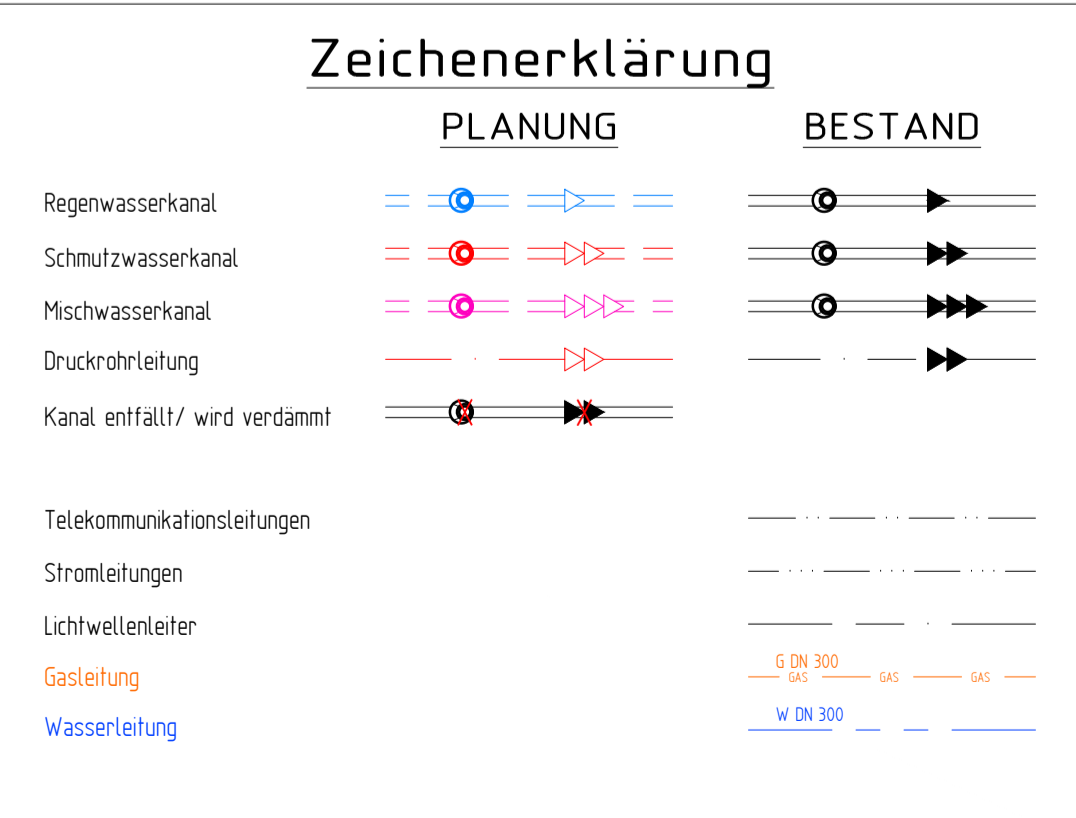 Zeichenerklärung
PLANUNG BESTAND
Regenwasserkanal
Schmutzwasserkanal
Mischwasserkanal
Druckrohrleitung
Kanal entfällt/ wird verdämmt
Telekommunikationsleitungen
Stromleitungen
Lichtwellenleiter
Gasleitung
G DN 300
GAS GAS GAS
Wasserleitung
W DN 300